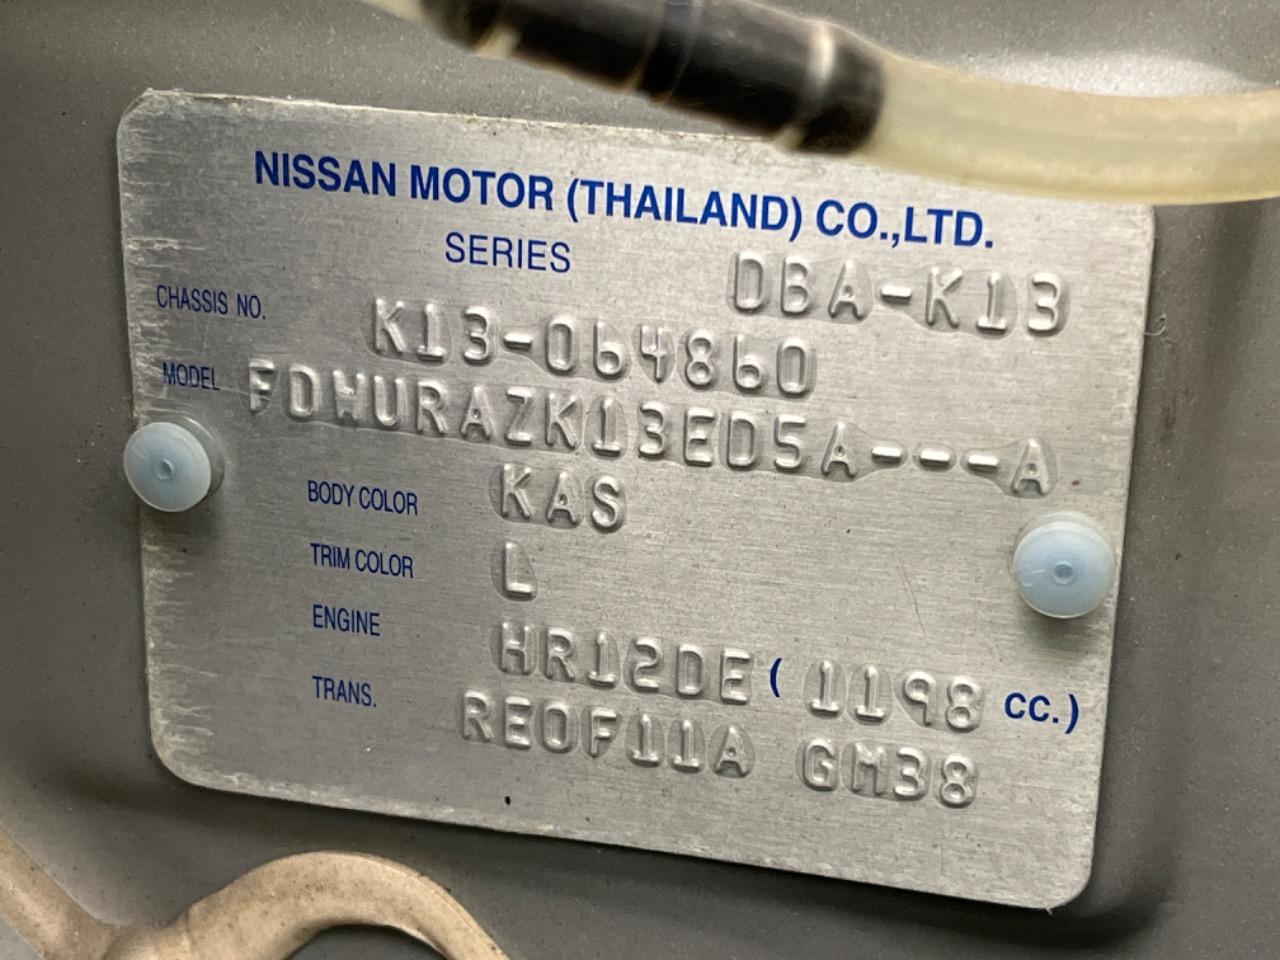 NISSAN MOTOR (THAILAND) CO.,LTD.
SERIES DBA-K13
CHASSIS NO. K13-064860
MODEL FDWURAZK13ED5A---A
BODY COLOR KAS
TRIM COLOR L
ENGINE HR12DE ( 1198 CC.)
TRANS. RE0F11A GM38